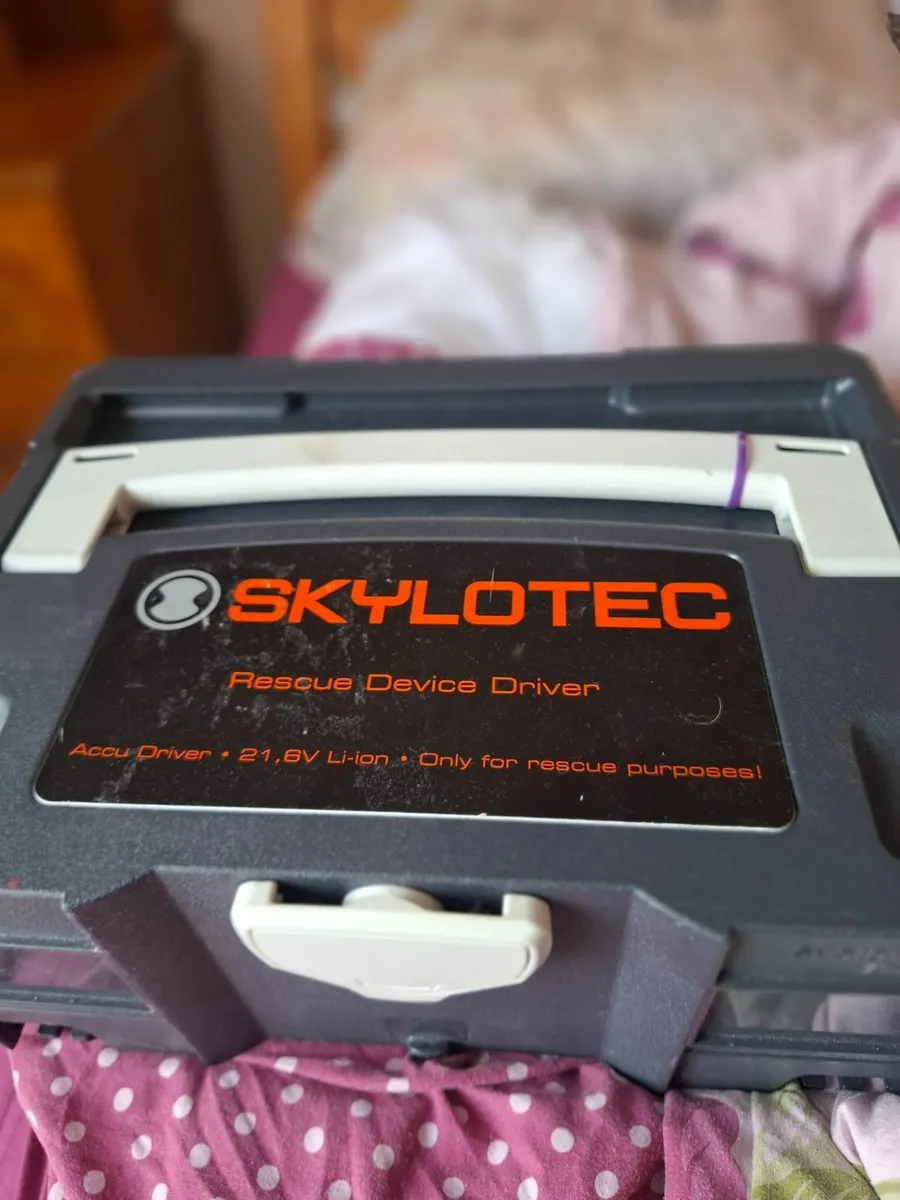 SKYLOTEC
Rescue Device Driver
Accu Driver • 21,6V Li-ion • Only for rescue purposes!